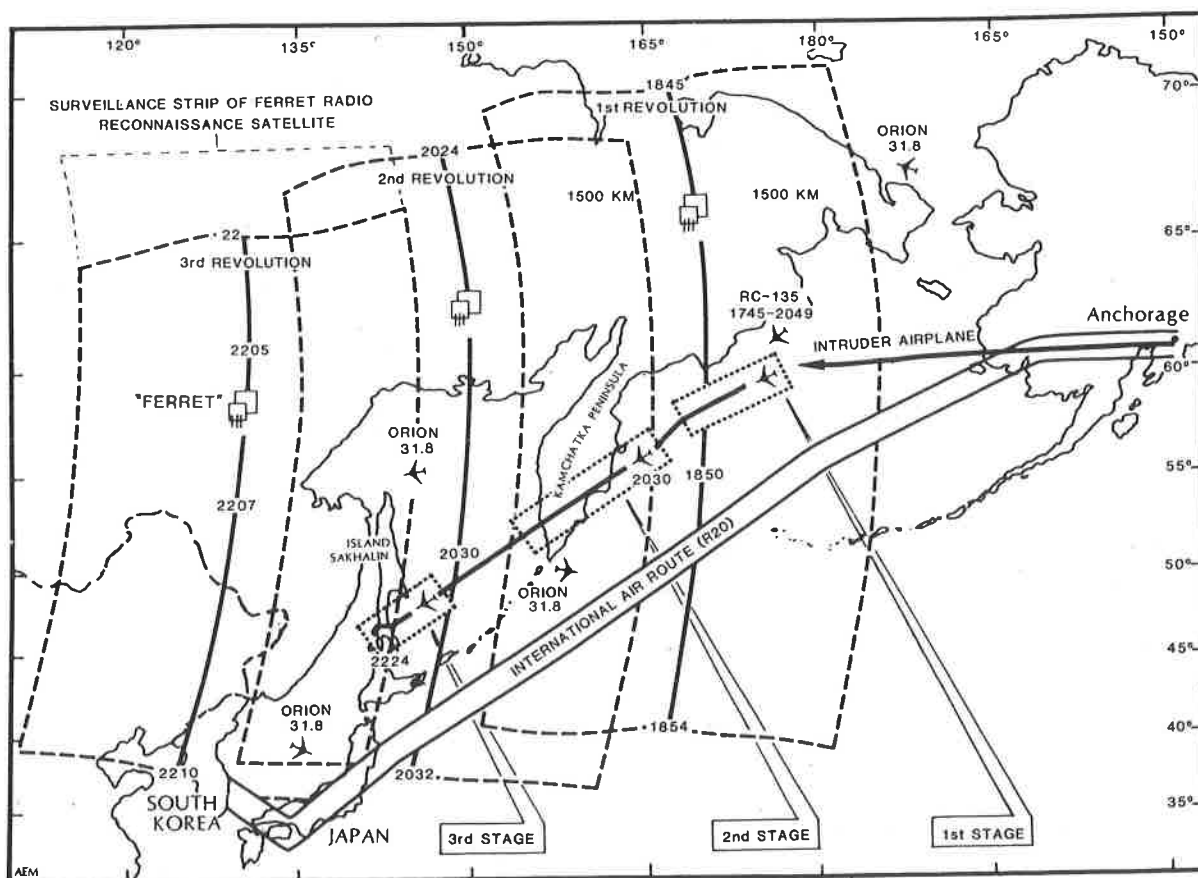 120°
135°
150°
165°
180°
165°
150°
70°
65°
60°
55°
50°
45°
40°
35°
SURVEILLANCE STRIP OF FERRET RADIO
RECONNAISSANCE SATELLITE
1845
1st REVOLUTION
2024
2nd REVOLUTION
22
3rd REVOLUTION
1500 KM
1500 KM
ORION
31.8
RC-135
1745-2049
Anchorage
INTRUDER AIRPLANE
2205
"FERRET"
2207
ORION
31.8
KAMCHATKA PENINSULA
2030
1850
ISLAND
SAKHALIN
2030
ORION
31.8
INTERNATIONAL AIR ROUTE (R20)
2224
ORION
31.8
1854
2210
2032
SOUTH
KOREA
JAPAN
3rd STAGE
2nd STAGE
1st STAGE
AEM